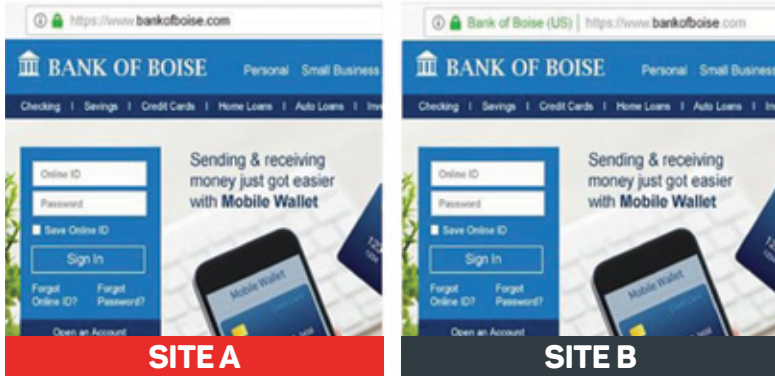 https://www.bankofboise.com
BANK OF BOISE
Personal Small Business
Checking | Savings | Credit Cards | Home Loans | Auto Loans |
Online ID
Password
Save Online ID
Sign In
Forgot Online ID?
Forgot Password?
Open an Account
Sending & receiving
money just got easier
with Mobile Wallet
Mobile Wallet
SITE A
Bank of Boise (US) | https://www.bankofboise.com
BANK OF BOISE
Personal Small Business
Checking | Savings | Credit Cards | Home Loans | Auto Loans |
Online ID
Password
Save Online ID
Sign In
Forgot Online ID?
Forgot Password?
Open an Account
Sending & receiving
money just got easier
with Mobile Wallet
Mobile Wallet
SITE B